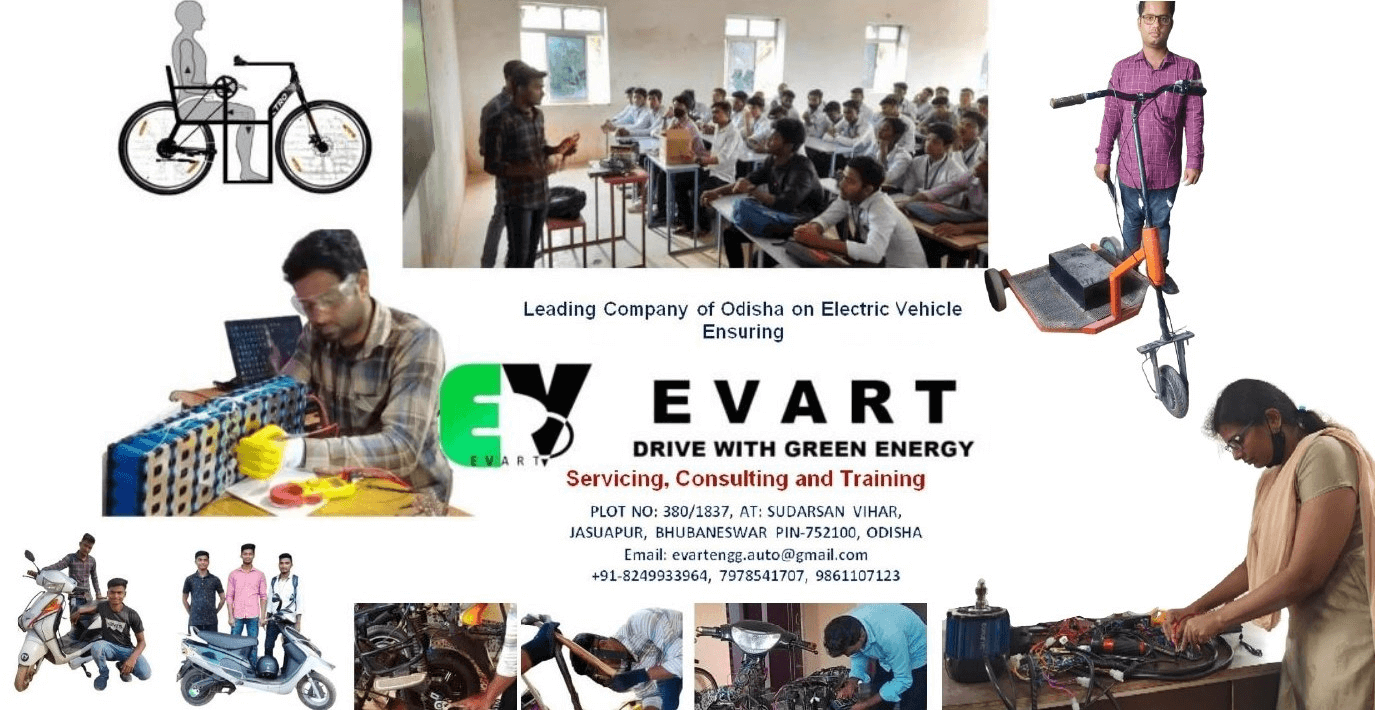 Leading Company of Odisha on Electric Vehicle
Ensuring
EV
EVART
EVART
DRIVE WITH GREEN ENERGY
Servicing, Consulting and Training
PLOT NO: 380/1837, AT: SUDARSAN VIHAR,
JASUAPUR, BHUBANESWAR PIN-752100, ODISHA
Email: evartengg.auto@gmail.com
+91-8249933964, 7978541707, 9861107123